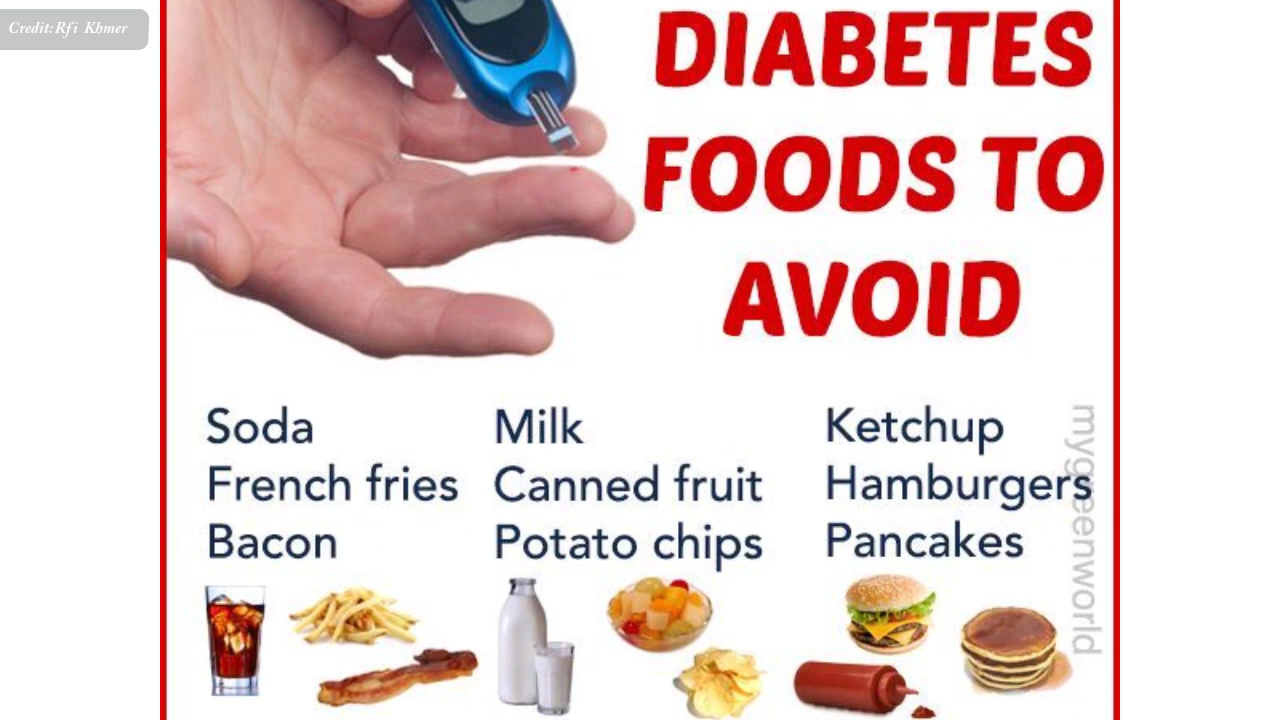 Credit:Rfi Khmer
DIABETES
FOODS TO
AVOID
Soda
French fries
Bacon
Milk
Canned fruit
Potato chips
Ketchup
Hamburgers
Pancakes
mygreenworld